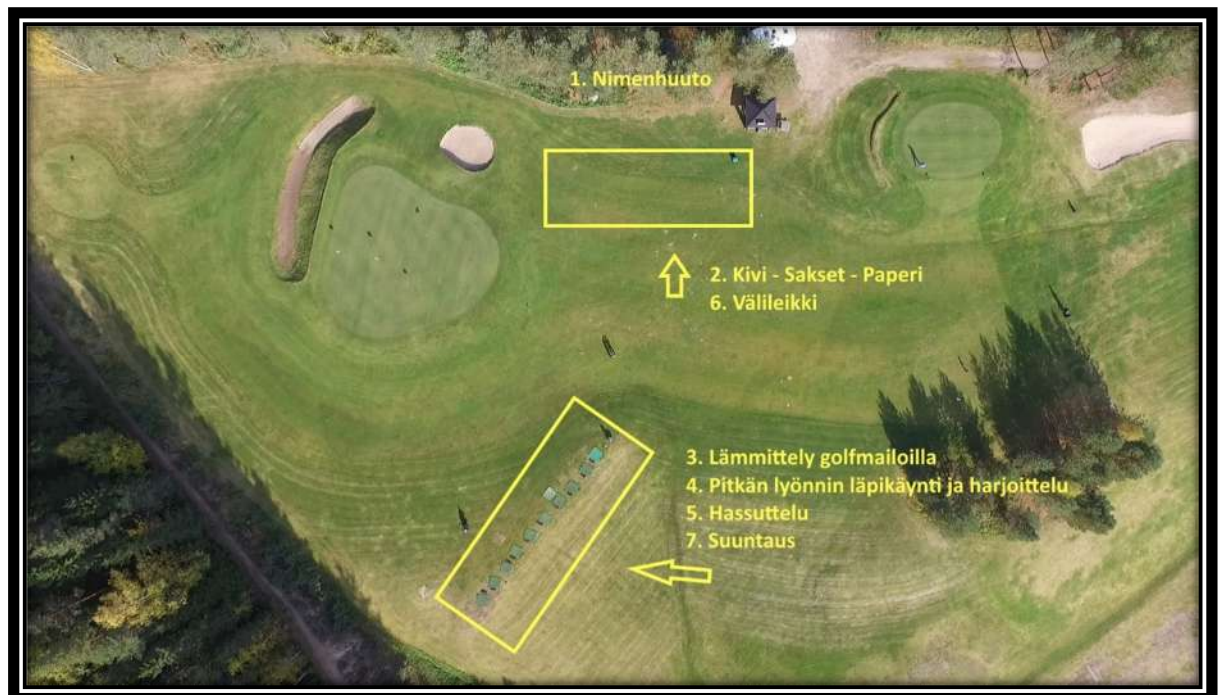 1. Nimenhuuto
2. Kivi - Sakset - Paperi
6. Välileikki
3. Lämmittely golfmailoilla
4. Pitkän lyönnin läpikäynti ja harjoittelu
5. Hassuttelu
7. Suuntaus